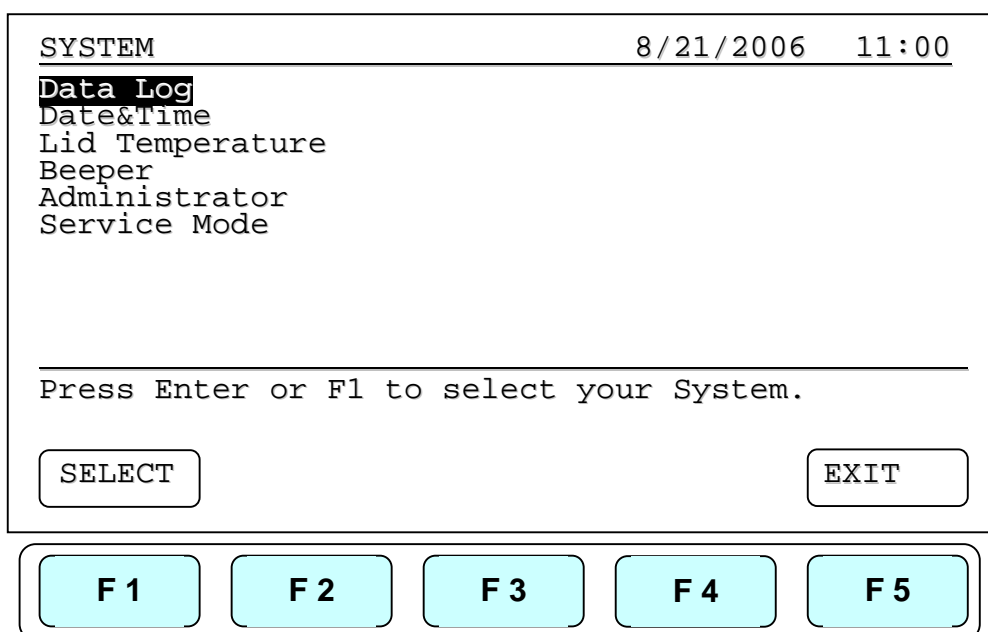 SYSTEM 8/21/2006 11:00
Data Log
Date&Time
Lid Temperature
Beeper
Administrator
Service Mode
Press Enter or F1 to select your System.
SELECT EXIT
F 1 F 2 F 3 F 4 F 5